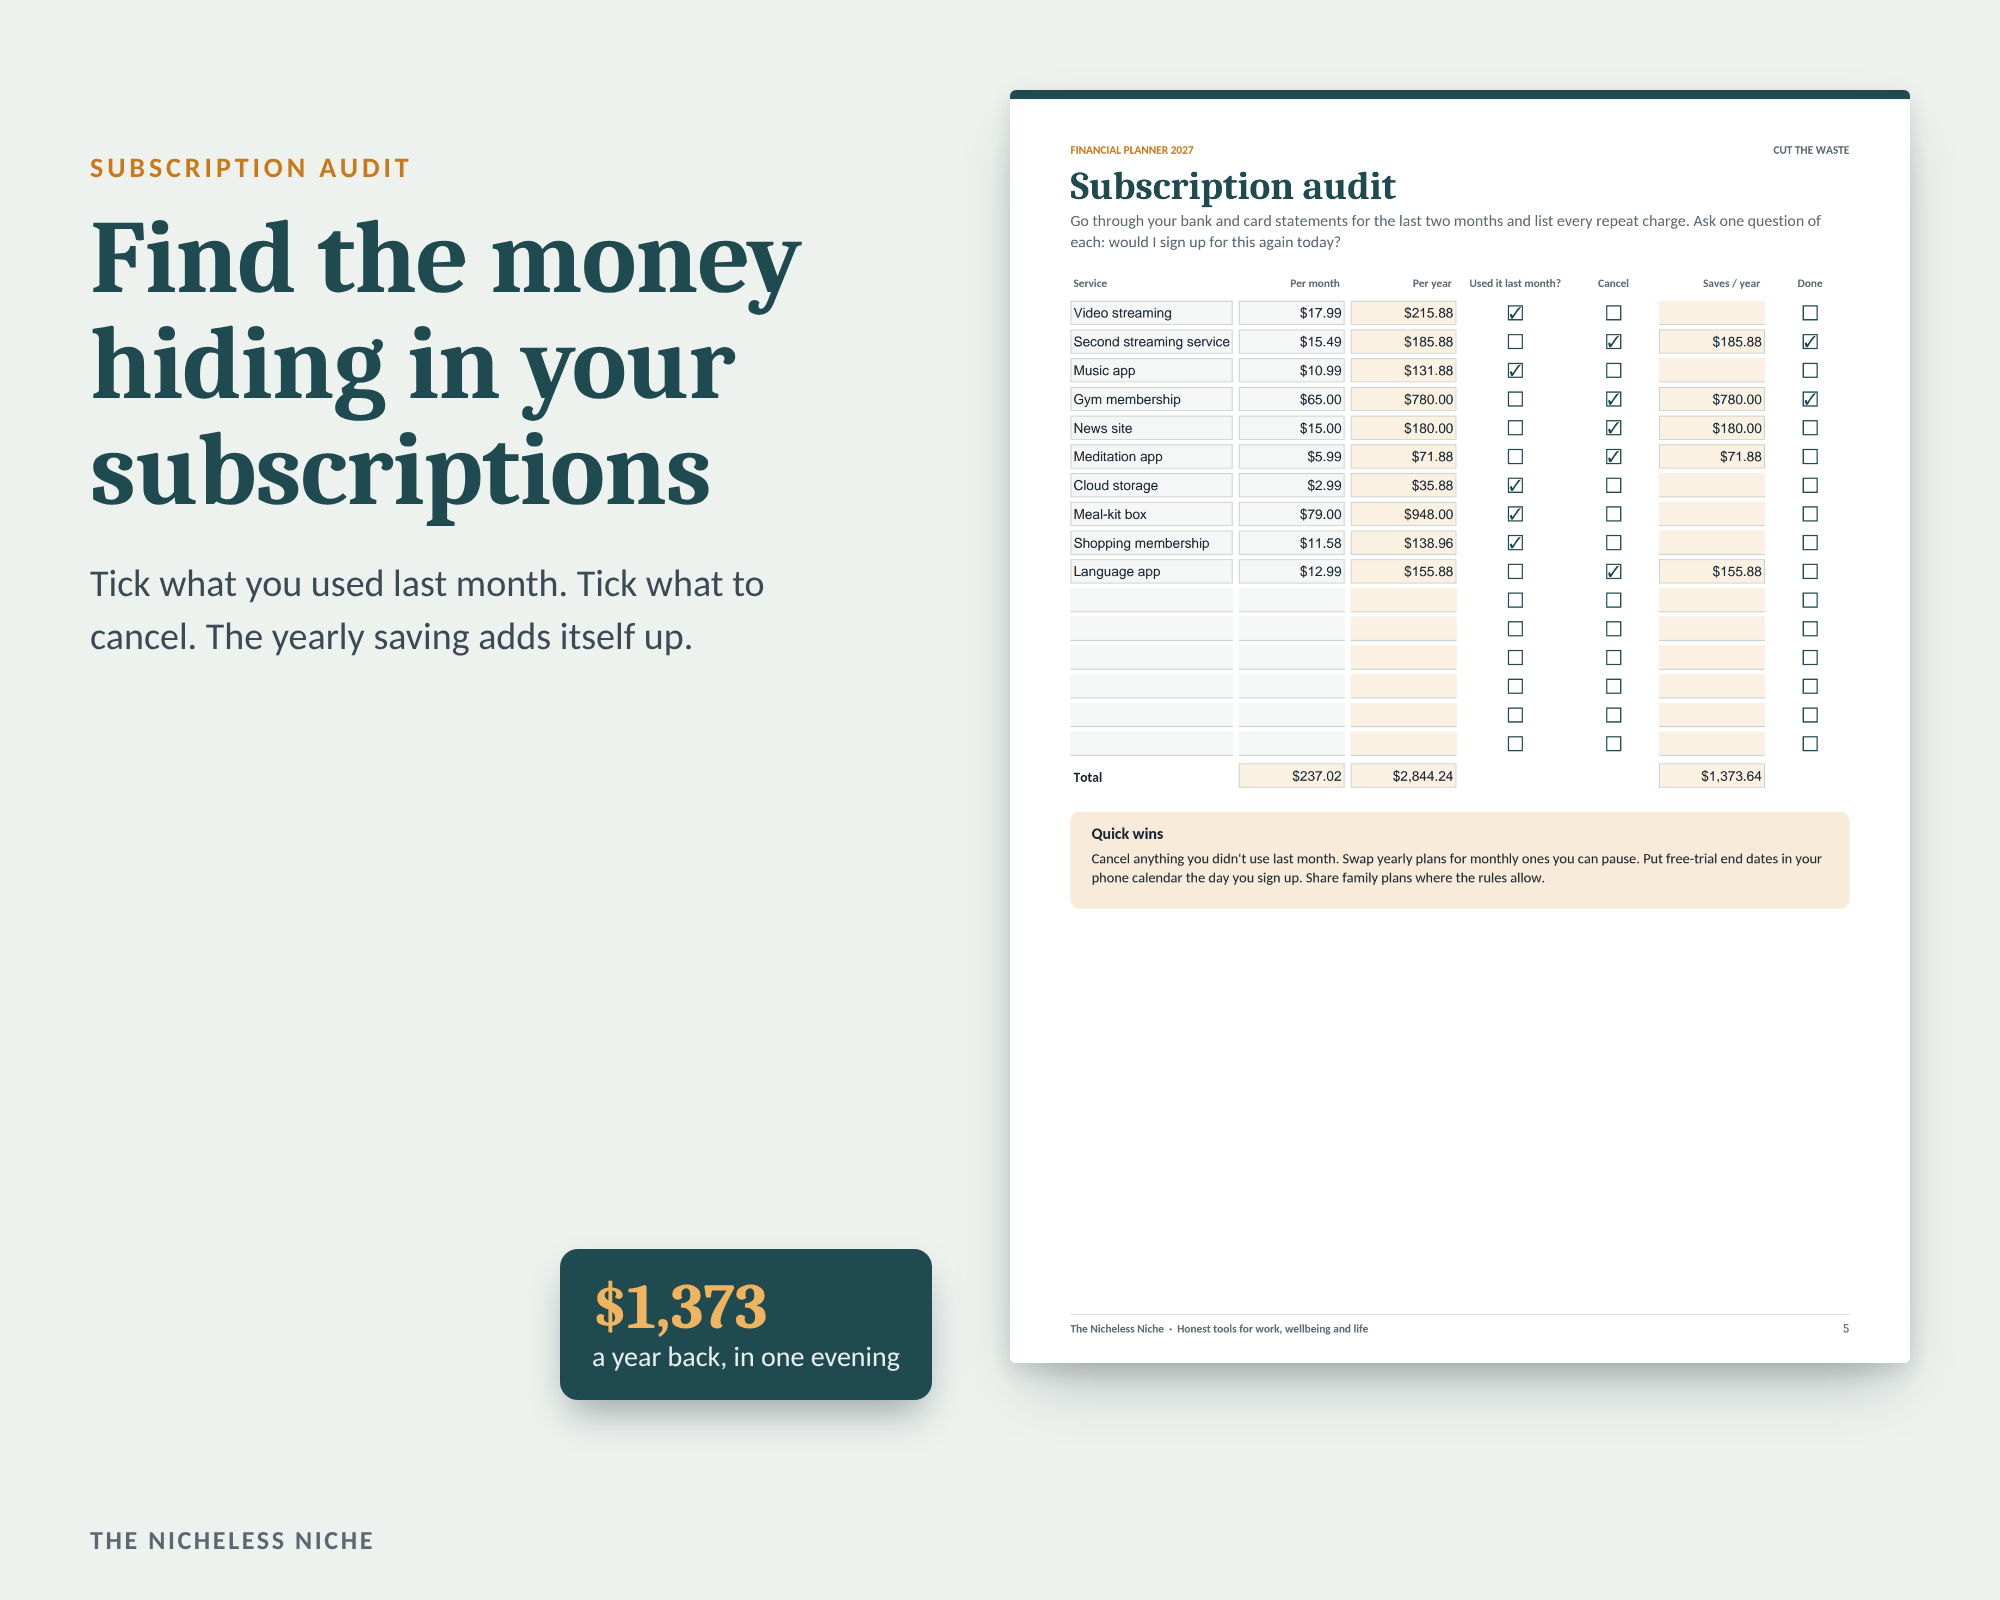 SUBSCRIPTION AUDIT
Find the money
hiding in your
subscriptions
Tick what you used last month. Tick what to
cancel. The yearly saving adds itself up.
$1,373
a year back, in one evening
THE NICHELESS NICHE
FINANCIAL PLANNER 2027 CUT THE WASTE
Subscription audit
Go through your bank and card statements for the last two months and list every repeat charge. Ask one question of
each: would I sign up for this again today?
Service Per month Per year Used it last month? Cancel Saves / year Done
Video streaming $17.99 $215.88
Second streaming service $15.49 $185.88 $185.88
Music app $10.99 $131.88
Gym membership $65.00 $780.00 $780.00
News site $15.00 $180.00 $180.00
Meditation app $5.99 $71.88 $71.88
Cloud storage $2.99 $35.88
Meal-kit box $79.00 $948.00
Shopping membership $11.58 $138.96
Language app $12.99 $155.88 $155.88
Total $237.02 $2,844.24 $1,373.64
Quick wins
Cancel anything you didn't use last month. Swap yearly plans for monthly ones you can pause. Put free-trial end dates in your
phone calendar the day you sign up. Share family plans where the rules allow.
The Nicheless Niche · Honest tools for work, wellbeing and life 5